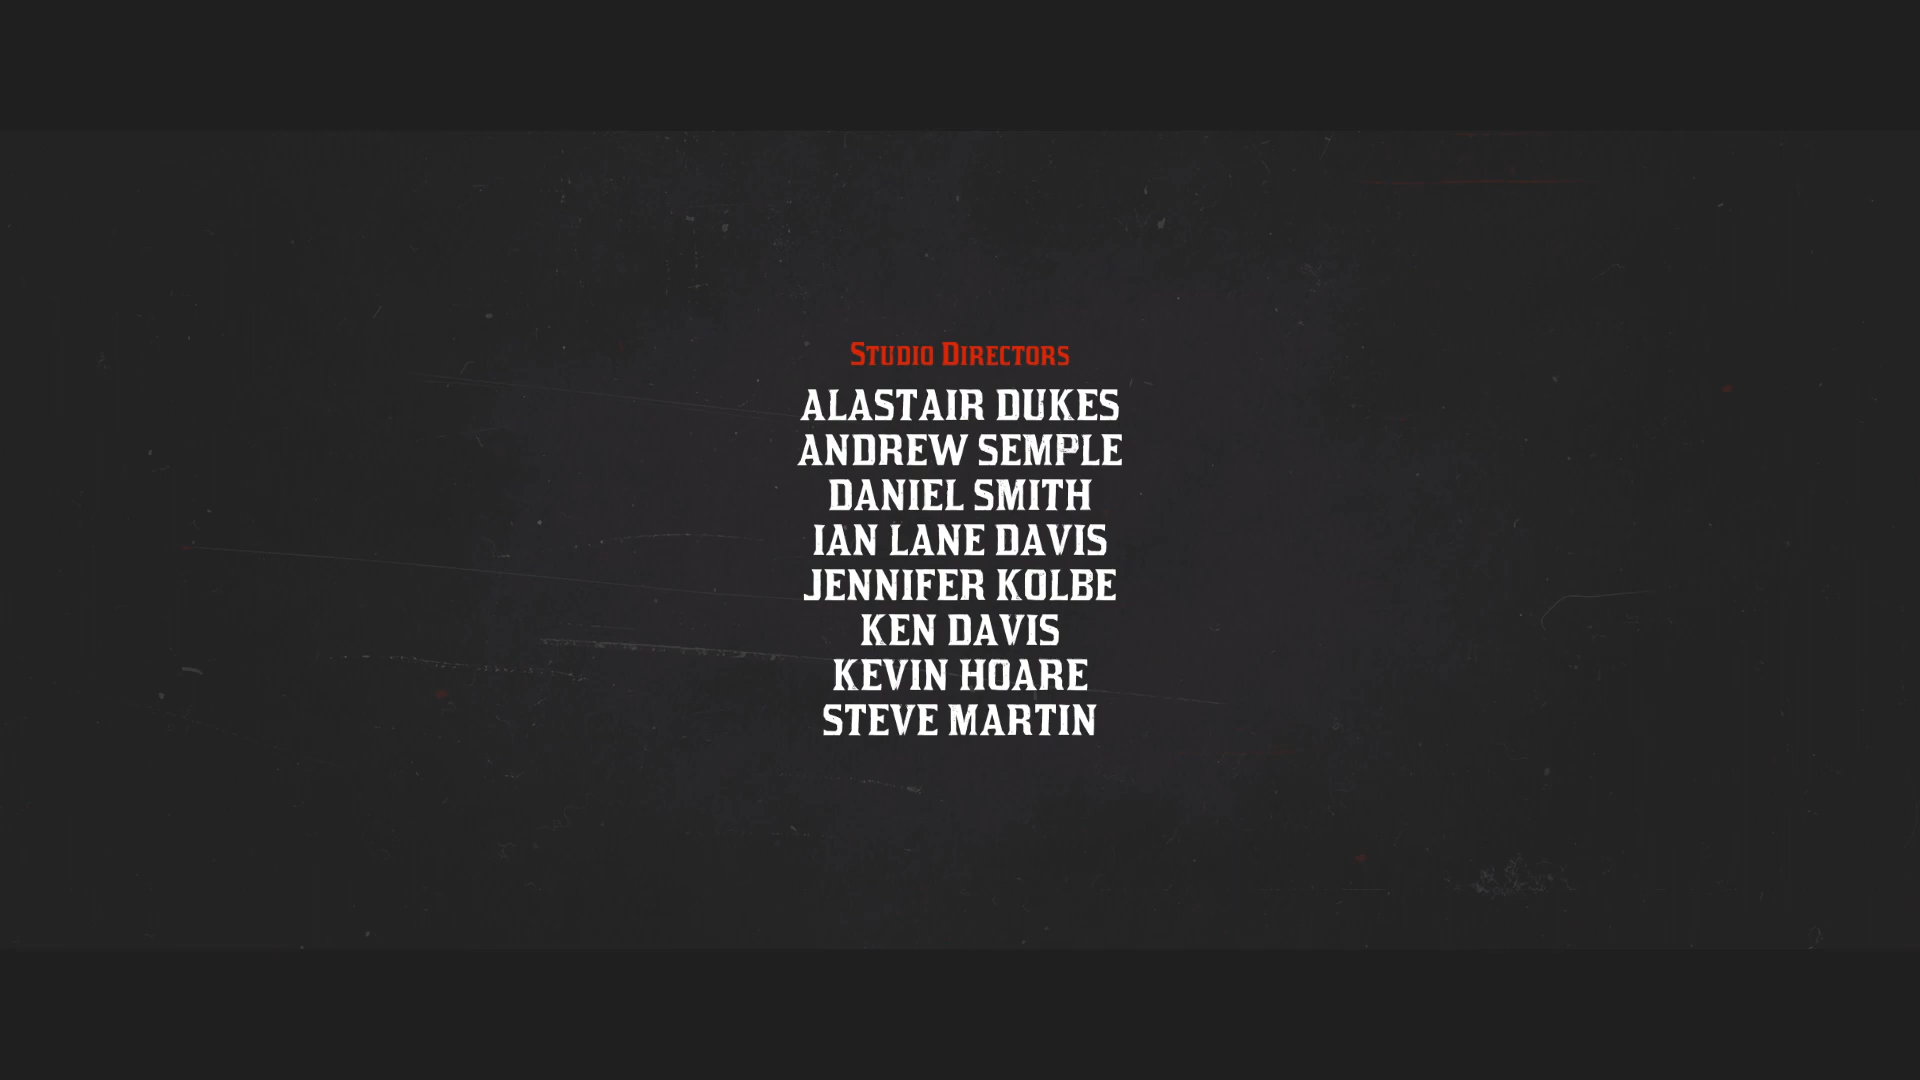 Studio Directors
ALASTAIR DUKES
ANDREW SEMPLE
DANIEL SMITH
IAN LANE DAVIS
JENNIFER KOLBE
KEN DAVIS
KEVIN HOARE
STEVE MARTIN